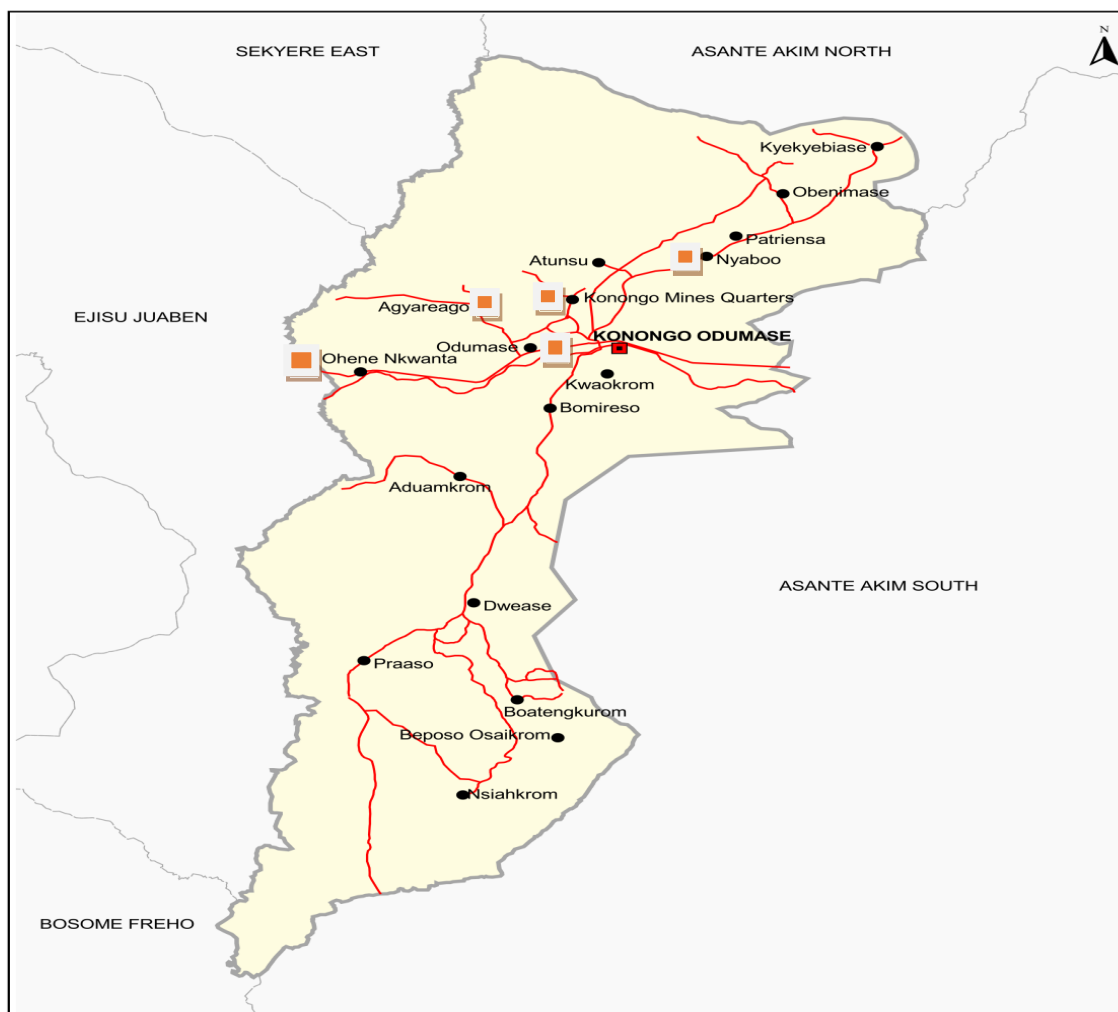 N
SEKYERE EAST
ASANTE AKIM NORTH
Kyekyebiase
Obenimase
Patriensa
Nyaboo
Atunsu
Konongo Mines Quarters
Agyareago
EJISU JUABEN
KONONGO ODUMASE
Odumase
Ohene Nkwanta
Kwaokrom
Bomireso
Aduamkrom
ASANTE AKIM SOUTH
Dwease
Praaso
Boatengkurom
Beposo Osaikrom
Nsiahkrom
BOSOME FREHO